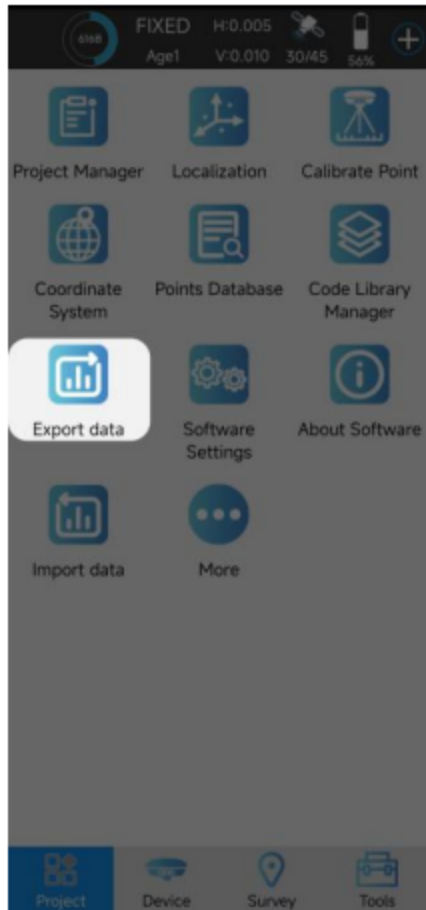 616B
FIXED H:0.005
Age1 V:0.010 30/45 56%
Project Manager Localization Calibrate Point
Coordinate Points Database Code Library
System Manager
Export data Software About Software
Settings
Import data More
Project Device Survey Tools